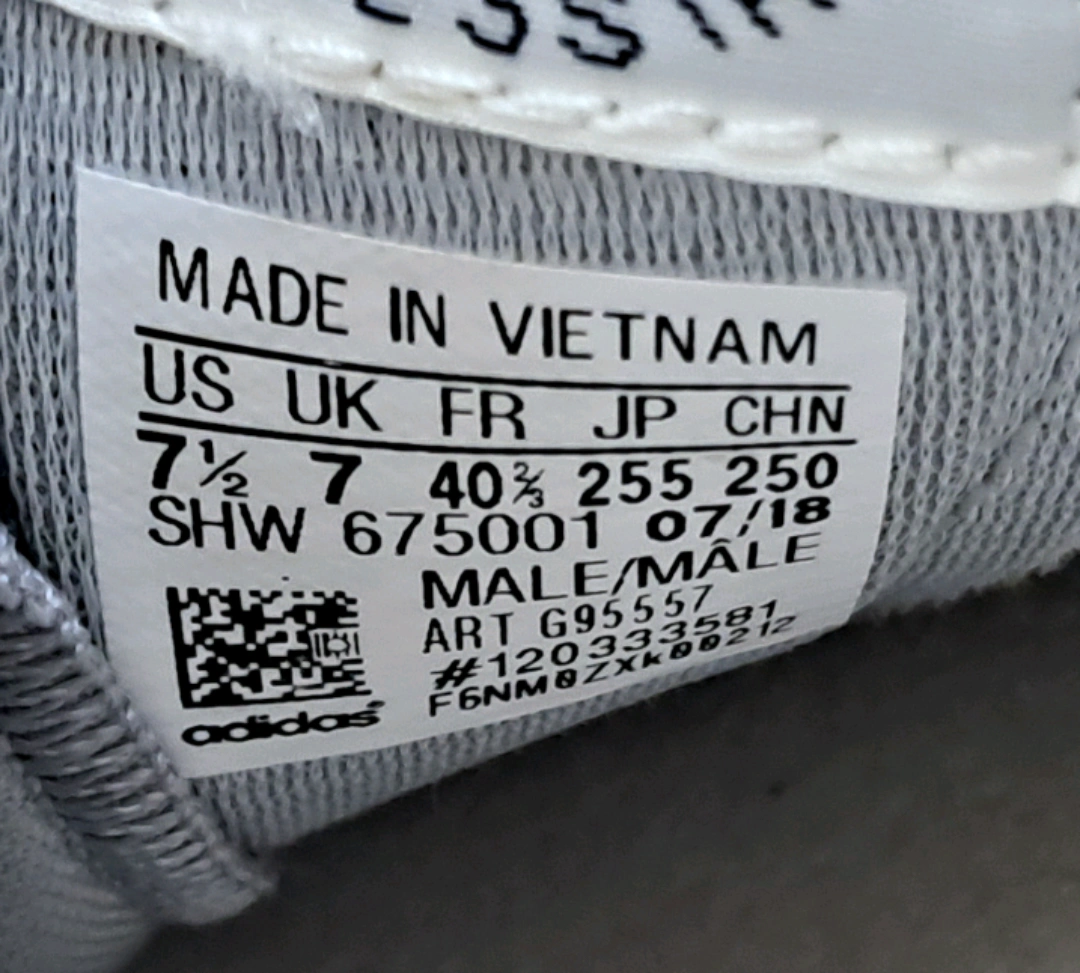 MADE IN VIETNAM
US UK FR JP CHN
7½ 7 40⅔ 255 250
SHW 675001 07/18
MALE/MÂLE
ART G95557
#120333581
F6NM0ZXk00212
adidas